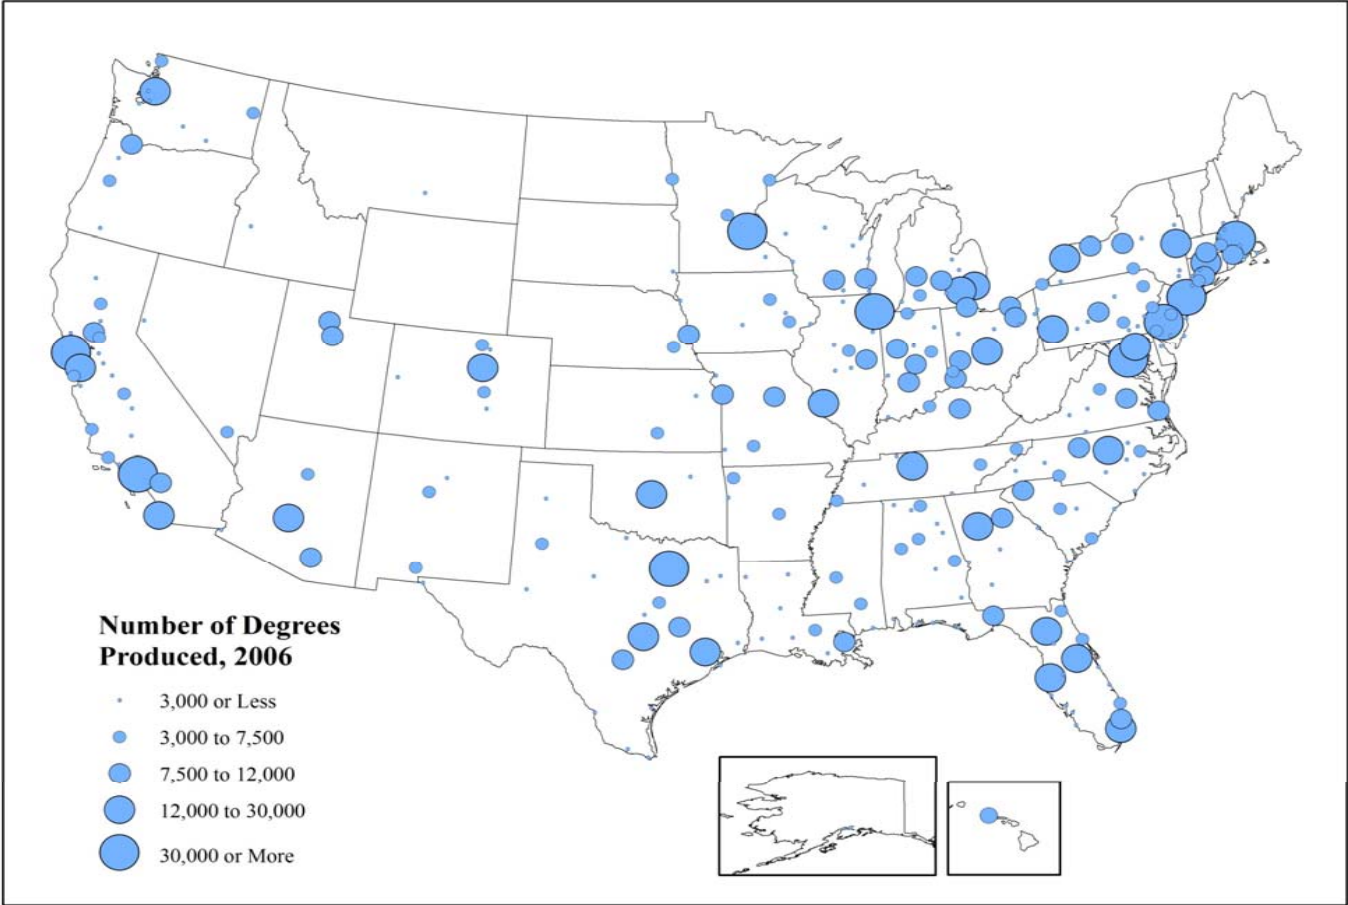 Number of Degrees
Produced, 2006
3,000 or Less
3,000 to 7,500
7,500 to 12,000
12,000 to 30,000
30,000 or More